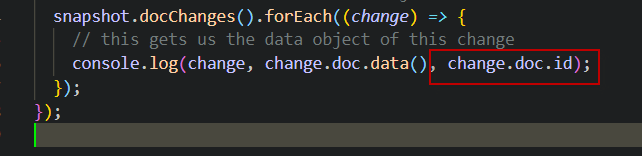 snapshot.docChanges().forEach((change) => {
// this gets us the data object of this change
console.log(change, change.doc.data(), change.doc.id);
});
});